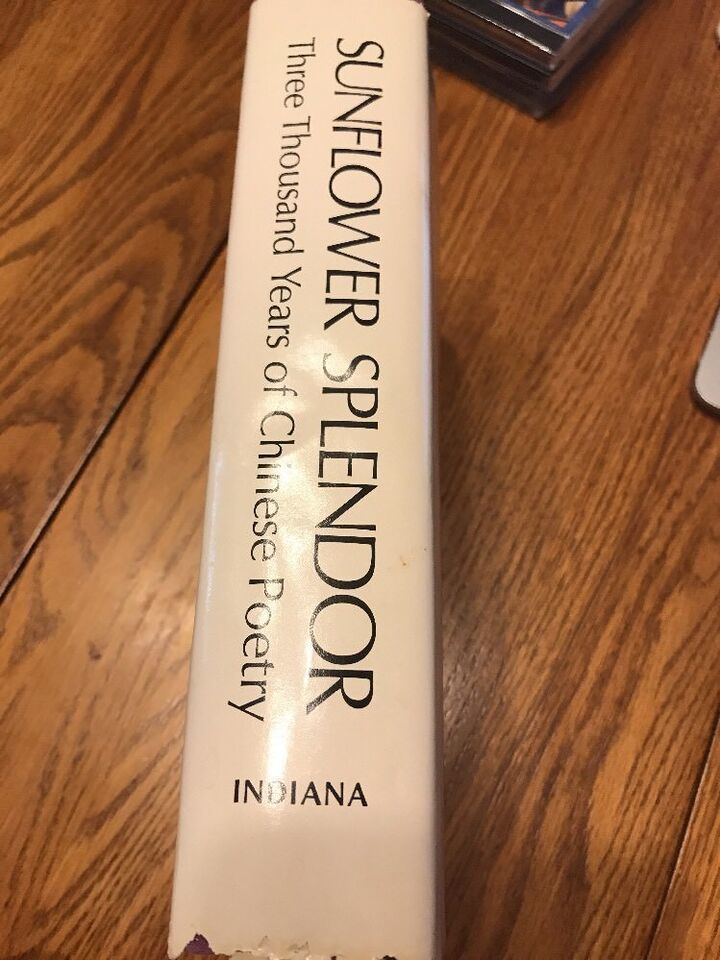 SUNFLOWER SPLENDOR
Three Thousand Years of Chinese Poetry
INDIANA